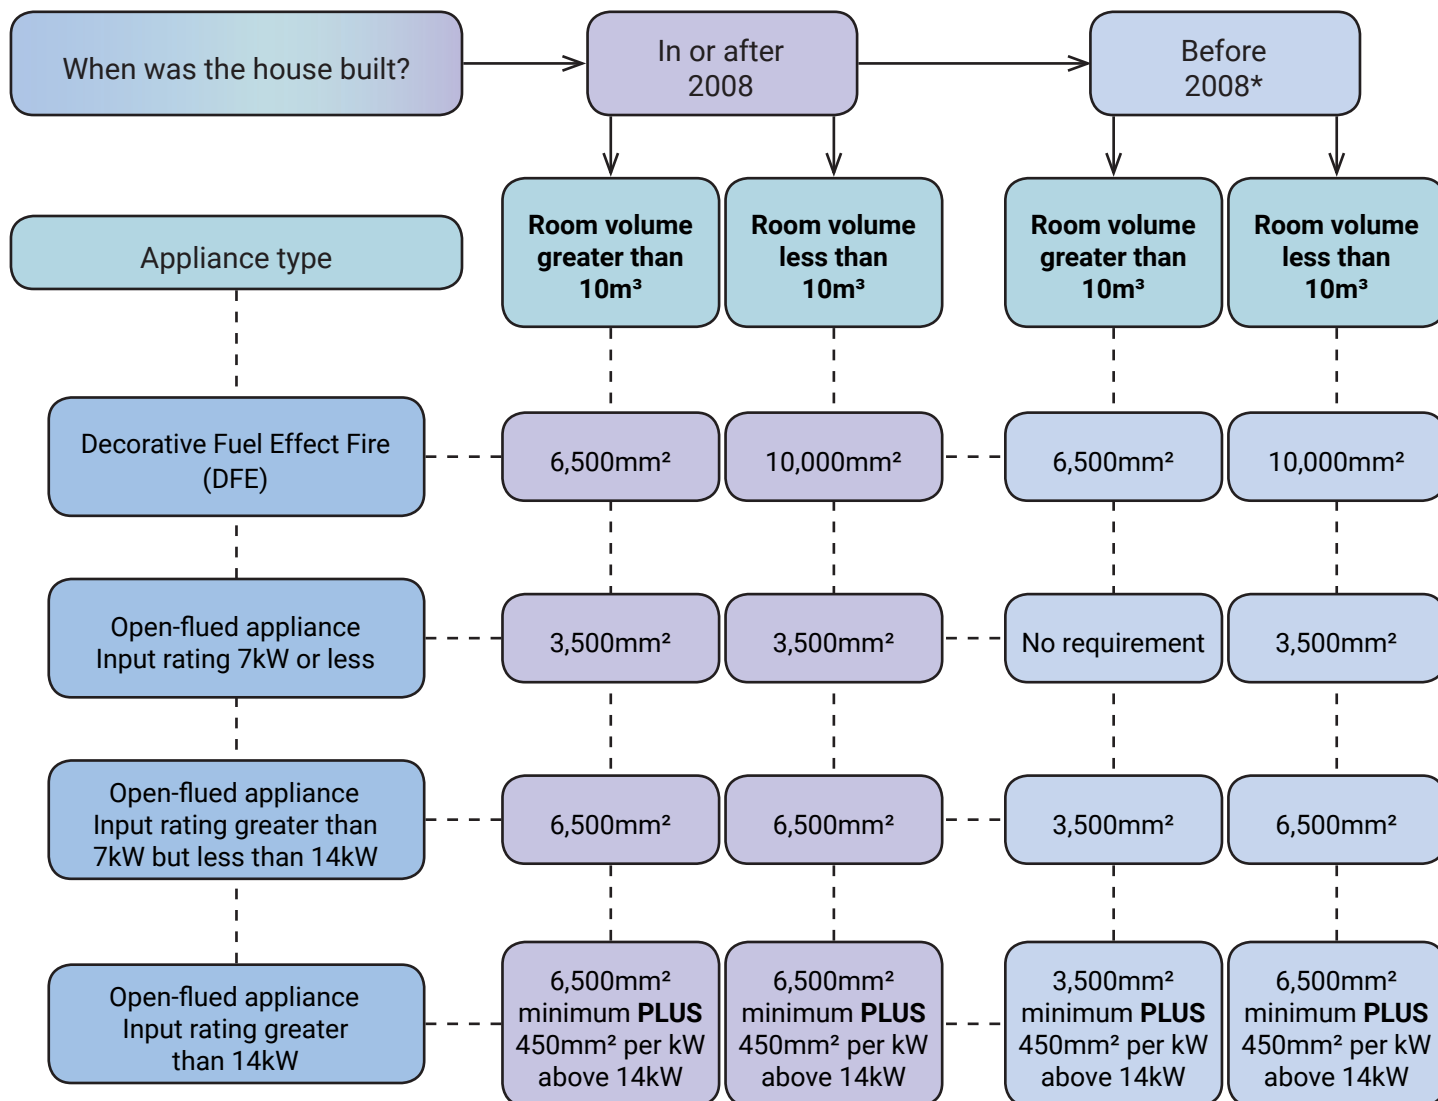 When was the house built?
In or after
2008
Before
2008*
Appliance type
Room volume
greater than
10m³
Room volume
less than
10m³
Room volume
greater than
10m³
Room volume
less than
10m³
Decorative Fuel Effect Fire
(DFE)
6,500mm²
10,000mm²
6,500mm²
10,000mm²
Open-flued appliance
Input rating 7kW or less
3,500mm²
3,500mm²
No requirement
3,500mm²
Open-flued appliance
Input rating greater than
7kW but less than 14kW
6,500mm²
6,500mm²
3,500mm²
6,500mm²
Open-flued appliance
Input rating greater
than 14kW
6,500mm²
minimum PLUS
450mm² per kW
above 14kW
6,500mm²
minimum PLUS
450mm² per kW
above 14kW
3,500mm²
minimum PLUS
450mm² per kW
above 14kW
6,500mm²
minimum PLUS
450mm² per kW
above 14kW